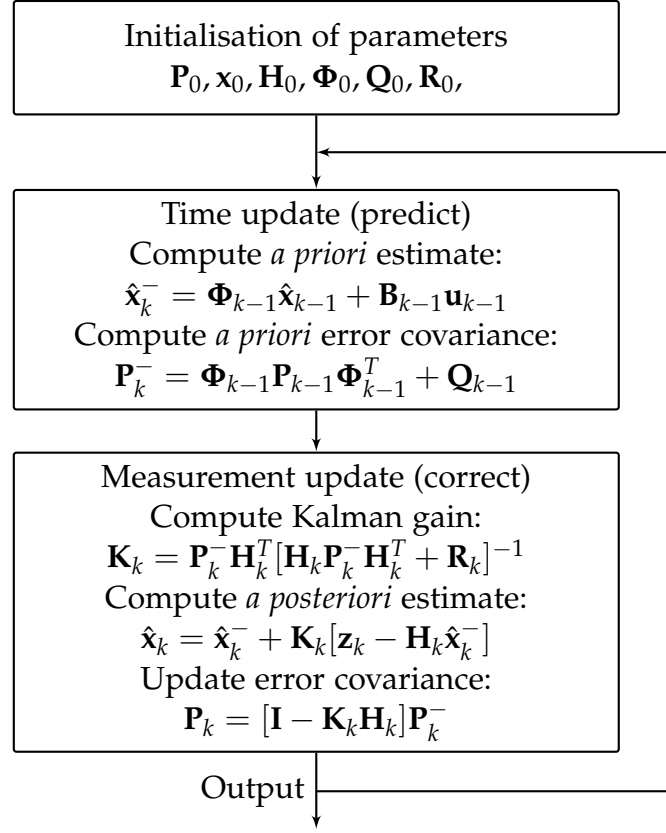 Initialisation of parameters
𝐏₀, 𝐱₀, 𝐇₀, 𝚽₀, 𝐐₀, 𝐑₀,
Time update (predict)
Compute a priori estimate:
x̂ₖ⁻ = 𝚽ₖ₋₁x̂ₖ₋₁ + 𝐁ₖ₋₁𝐮ₖ₋₁
Compute a priori error covariance:
𝐏ₖ⁻ = 𝚽ₖ₋₁𝐏ₖ₋₁𝚽ₖ₋₁ᵀ + 𝐐ₖ₋₁
Measurement update (correct)
Compute Kalman gain:
𝐊ₖ = 𝐏ₖ⁻𝐇ₖᵀ[𝐇ₖ𝐏ₖ⁻𝐇ₖᵀ + 𝐑ₖ]⁻¹
Compute a posteriori estimate:
x̂ₖ = x̂ₖ⁻ + 𝐊ₖ[𝐳ₖ − 𝐇ₖx̂ₖ⁻]
Update error covariance:
𝐏ₖ = [𝐈 − 𝐊ₖ𝐇ₖ]𝐏ₖ⁻
Output